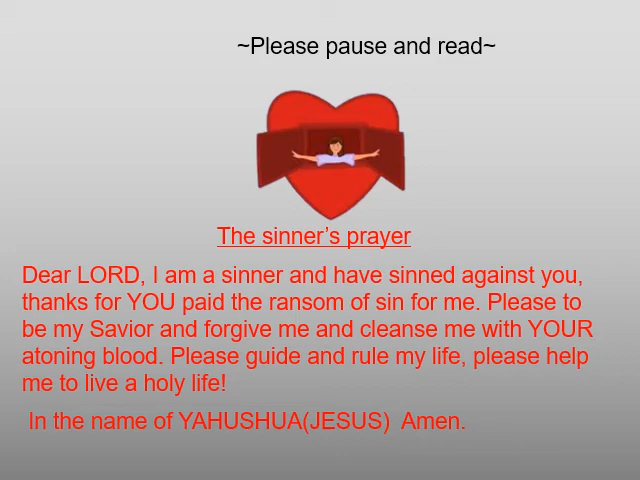 ~Please pause and read~
The sinner's prayer
Dear LORD, I am a sinner and have sinned against you,
thanks for YOU paid the ransom of sin for me. Please to
be my Savior and forgive me and cleanse me with YOUR
atoning blood. Please guide and rule my life, please help
me to live a holy life!
In the name of YAHUSHUA(JESUS)  Amen.